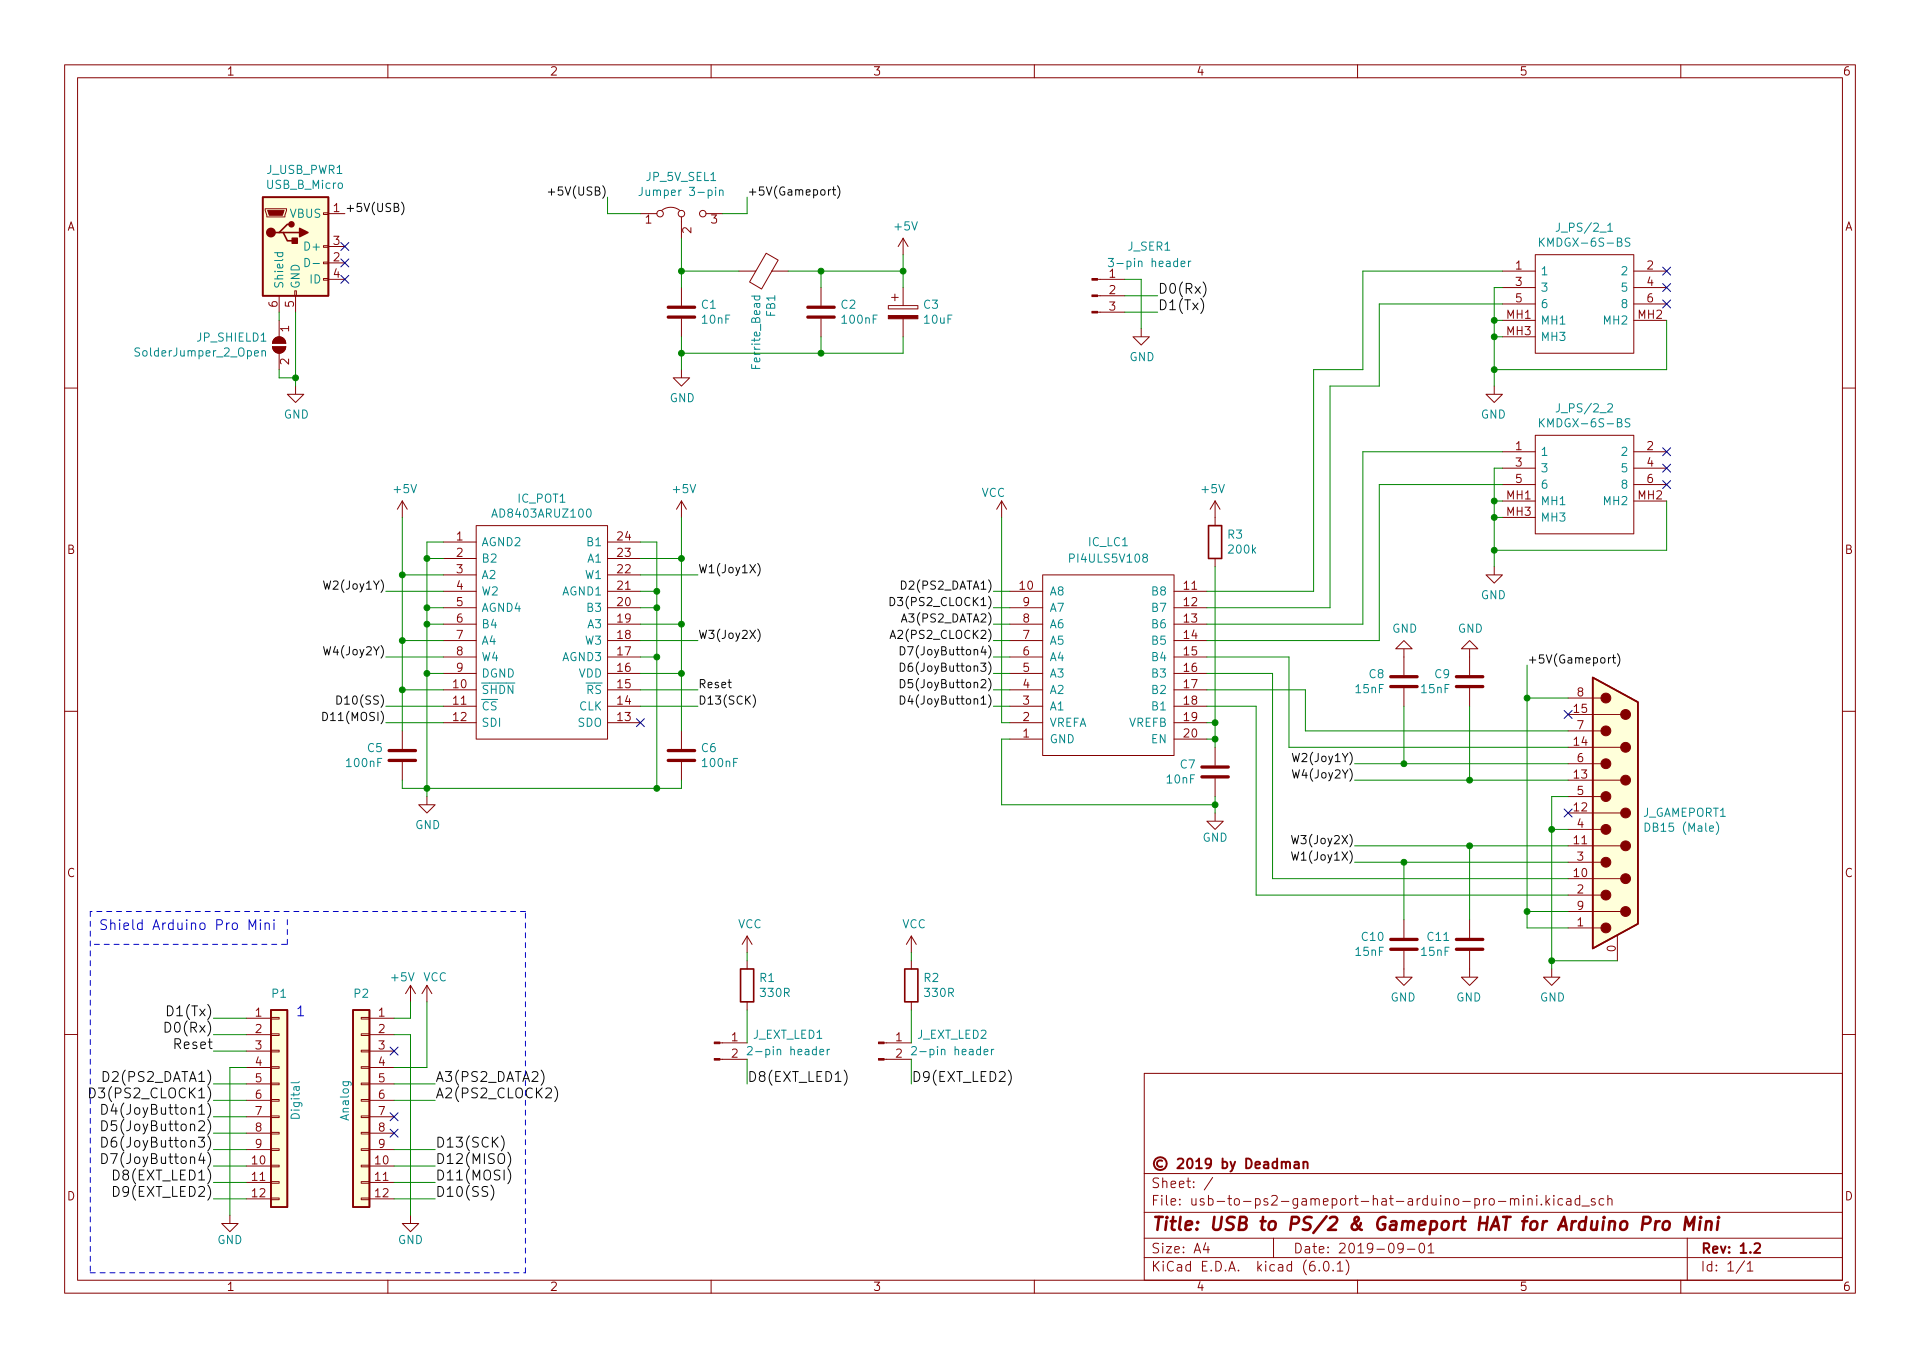 1 2 3 4 5 6
A
B
C
D
J_USB_PWR1
USB_B_Micro
VBUS 1 +5V(USB)
D+ 3
D- 2
ID 4
Shield
GND
6 5
JP_SHIELD1
SolderJumper_2_Open
1
2
GND
JP_5V_SEL1
Jumper 3-pin
+5V(USB)
+5V(Gameport)
1 2 3
+5V
C1
10nF
Ferrite_Bead
FB1
C2
100nF
+
C3
10uF
GND
J_SER1
3-pin header
1
2 D0(Rx)
3 D1(Tx)
GND
J_PS/2_1
KMDGX-6S-BS
1 1 2 2
3 3 5 4
5 6 8 6
MH1 MH1 MH2 MH2
MH3 MH3
GND
J_PS/2_2
KMDGX-6S-BS
1 1 2 2
3 3 5 4
5 6 8 6
MH1 MH1 MH2 MH2
MH3 MH3
GND
+5V
IC_POT1
AD8403ARUZ100
+5V
1 AGND2 B1 24
2 B2 A1 23
3 A2 W1 22 W1(Joy1X)
W2(Joy1Y) 4 W2 AGND1 21
5 AGND4 B3 20
6 B4 A3 19
7 A4 W3 18 W3(Joy2X)
W4(Joy2Y) 8 W4 AGND3 17
9 DGND VDD 16
10 SHDN RS 15 Reset
D10(SS) 11 CS CLK 14 D13(SCK)
D11(MOSI) 12 SDI SDO 13
C5
100nF
C6
100nF
GND
VCC
IC_LC1
PI4ULS5V108
+5V
R3
200k
D2(PS2_DATA1) 10 A8 B8 11
D3(PS2_CLOCK1) 9 A7 B7 12
A3(PS2_DATA2) 8 A6 B6 13
A2(PS2_CLOCK2) 7 A5 B5 14
D7(JoyButton4) 6 A4 B4 15
D6(JoyButton3) 5 A3 B3 16
D5(JoyButton2) 4 A2 B2 17
D4(JoyButton1) 3 A1 B1 18
2 VREFA VREFB 19
1 GND EN 20
C7
10nF
GND
GND GND
C8
15nF
C9
15nF
+5V(Gameport)
8
15
7
14
W2(Joy1Y) 6
W4(Joy2Y) 13
5
12
4
W3(Joy2X) 11
W1(Joy1X) 3
10
2
9
1
0
J_GAMEPORT1
DB15 (Male)
C10
15nF
C11
15nF
GND GND GND
Shield Arduino Pro Mini
P1
1
D1(Tx) 1
D0(Rx) 2
Reset 3
4
D2(PS2_DATA1) 5
D3(PS2_CLOCK1) 6
D4(JoyButton1) 7
D5(JoyButton2) 8
D6(JoyButton3) 9
D7(JoyButton4) 10
D8(EXT_LED1) 11
D9(EXT_LED2) 12
Digital
GND
+5V VCC
P2
1
2
3
4
5 A3(PS2_DATA2)
6 A2(PS2_CLOCK2)
7
8
9 D13(SCK)
10 D12(MISO)
11 D11(MOSI)
12 D10(SS)
Analog
GND
VCC
R1
330R
J_EXT_LED1
2-pin header
1
2
D8(EXT_LED1)
VCC
R2
330R
J_EXT_LED2
2-pin header
1
2
D9(EXT_LED2)
© 2019 by Deadman
Sheet: /
File: usb-to-ps2-gameport-hat-arduino-pro-mini.kicad_sch
Title: USB to PS/2 & Gameport HAT for Arduino Pro Mini
Size: A4 Date: 2019-09-01 Rev: 1.2
KiCad E.D.A. kicad (6.0.1) Id: 1/1
A
B
C
D
1 2 3 4 5 6